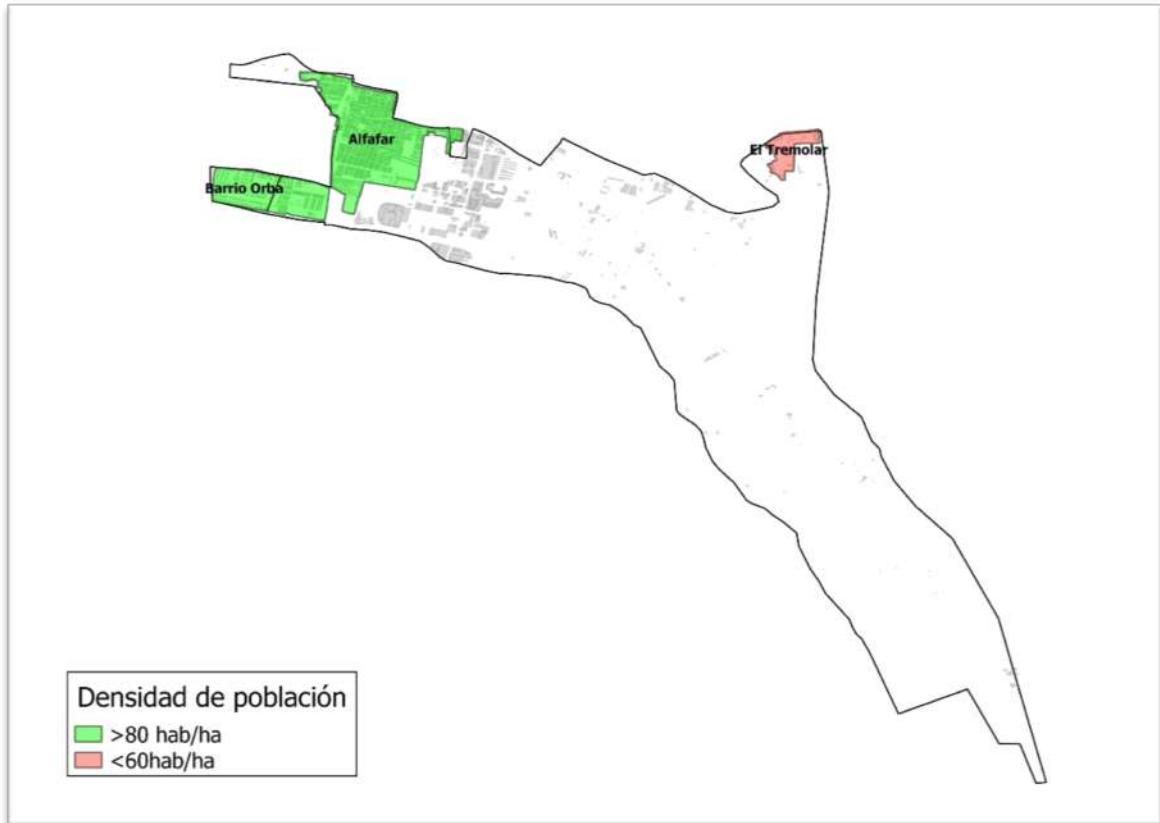 Alfafar
El Tremolar
Barrio Orba
Densidad de población
>80 hab/ha
<60hab/ha